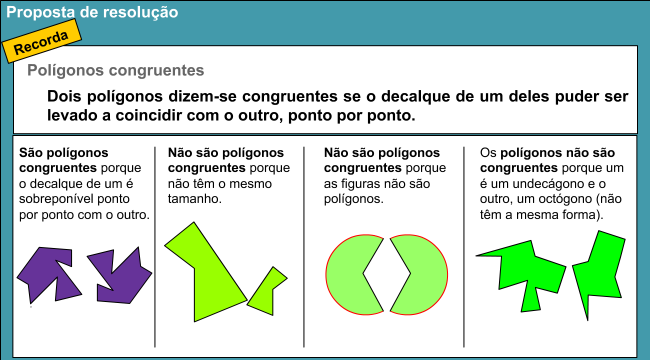 Proposta de resolução
Recorda
Polígonos congruentes
Dois polígonos dizem-se congruentes se o decalque de um deles puder ser
levado a coincidir com o outro, ponto por ponto.
São polígonos
congruentes porque
o decalque de um é
sobreponível ponto
por ponto com o outro.
Não são polígonos
congruentes porque
não têm o mesmo
tamanho.
Não são polígonos
congruentes porque
as figuras não são
polígonos.
Os polígonos não são
congruentes porque um
é um undecágono e o
outro, um octógono (não
têm a mesma forma).